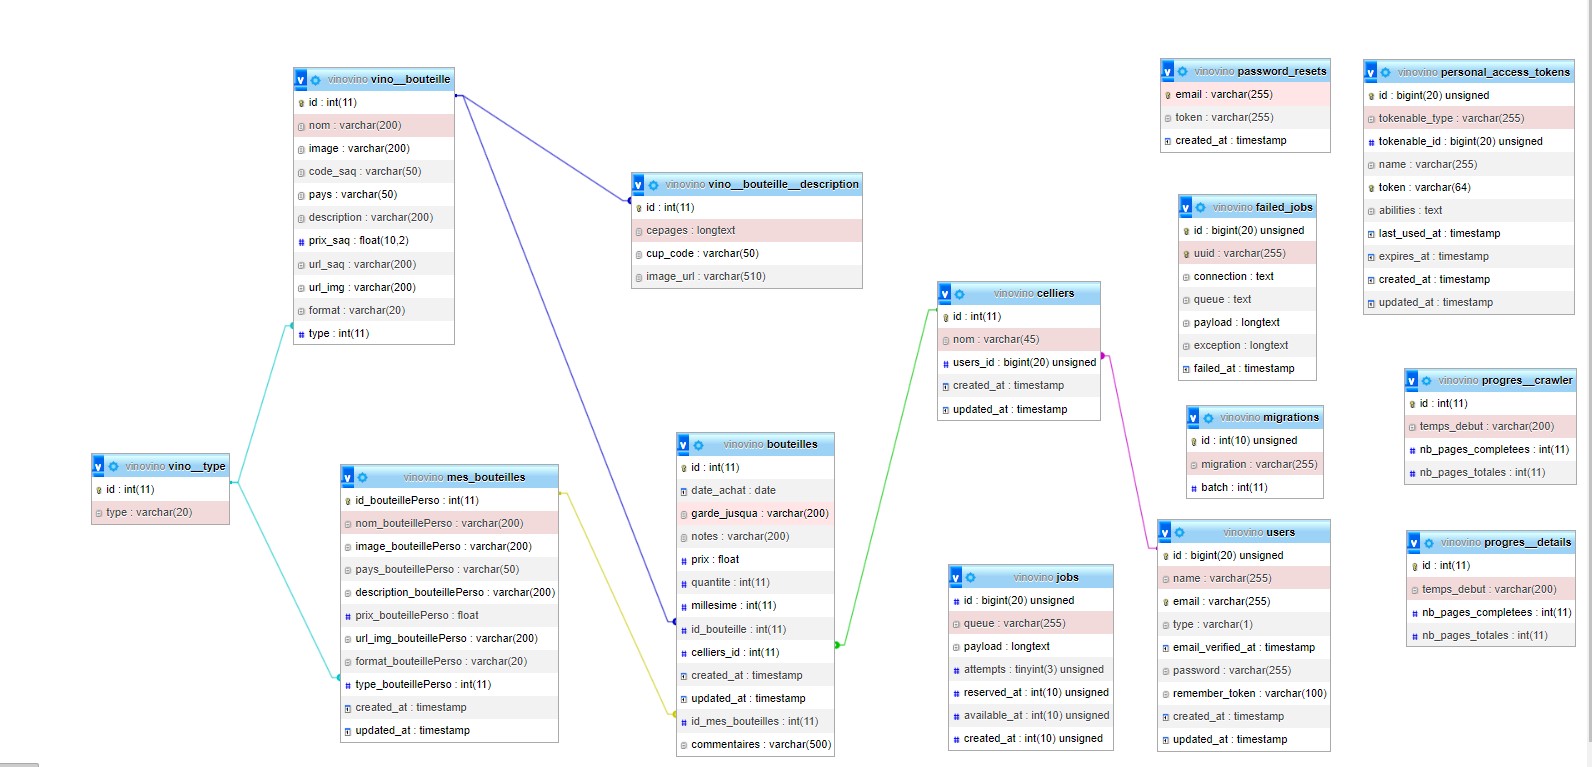 vinovino vino__bouteille
id : int(11)
nom : varchar(200)
image : varchar(200)
code_saq : varchar(50)
pays : varchar(50)
description : varchar(200)
prix_saq : float(10,2)
url_saq : varchar(200)
url_img : varchar(200)
format : varchar(20)
type : int(11)
vinovino vino__type
id : int(11)
type : varchar(20)
vinovino mes_bouteilles
id_bouteillePerso : int(11)
nom_bouteillePerso : varchar(200)
image_bouteillePerso : varchar(200)
pays_bouteillePerso : varchar(50)
description_bouteillePerso : varchar(200)
prix_bouteillePerso : float
url_img_bouteillePerso : varchar(200)
format_bouteillePerso : varchar(20)
type_bouteillePerso : int(11)
created_at : timestamp
updated_at : timestamp
vinovino vino__bouteille__description
id : int(11)
cepages : longtext
cup_code : varchar(50)
image_url : varchar(510)
vinovino bouteilles
id : int(11)
date_achat : date
garde_jusqua : varchar(200)
notes : varchar(200)
prix : float
quantite : int(11)
millesime : int(11)
id_bouteille : int(11)
celliers_id : int(11)
created_at : timestamp
updated_at : timestamp
id_mes_bouteilles : int(11)
commentaires : varchar(500)
vinovino celliers
id : int(11)
nom : varchar(45)
users_id : bigint(20) unsigned
created_at : timestamp
updated_at : timestamp
vinovino jobs
id : bigint(20) unsigned
queue : varchar(255)
payload : longtext
attempts : tinyint(3) unsigned
reserved_at : int(10) unsigned
available_at : int(10) unsigned
created_at : int(10) unsigned
vinovino password_resets
email : varchar(255)
token : varchar(255)
created_at : timestamp
vinovino failed_jobs
id : bigint(20) unsigned
uuid : varchar(255)
connection : text
queue : text
payload : longtext
exception : longtext
failed_at : timestamp
vinovino migrations
id : int(10) unsigned
migration : varchar(255)
batch : int(11)
vinovino users
id : bigint(20) unsigned
name : varchar(255)
email : varchar(255)
type : varchar(1)
email_verified_at : timestamp
password : varchar(255)
remember_token : varchar(100)
created_at : timestamp
updated_at : timestamp
vinovino personal_access_tokens
id : bigint(20) unsigned
tokenable_type : varchar(255)
tokenable_id : bigint(20) unsigned
name : varchar(255)
token : varchar(64)
abilities : text
last_used_at : timestamp
expires_at : timestamp
created_at : timestamp
updated_at : timestamp
vinovino progres__crawler
id : int(11)
temps_debut : varchar(200)
nb_pages_completees : int(11)
nb_pages_totales : int(11)
vinovino progres__details
id : int(11)
temps_debut : varchar(200)
nb_pages_completees : int(11)
nb_pages_totales : int(11)